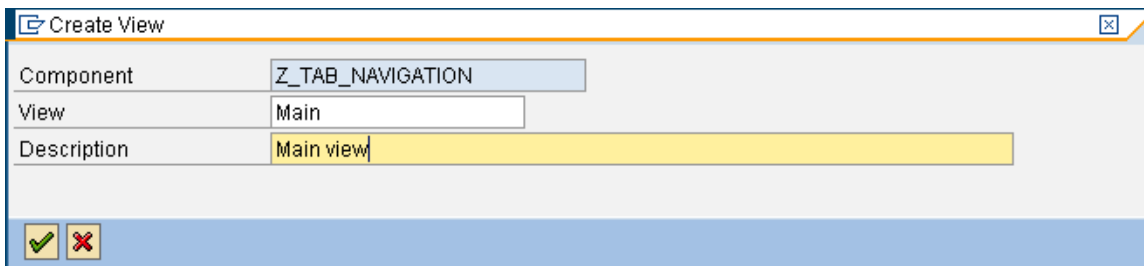 Create View
Component Z_TAB_NAVIGATION
View Main
Description Main view